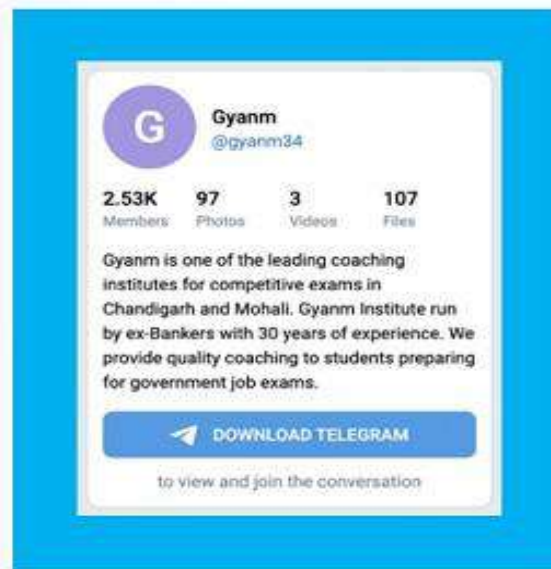 G
Gyanm
@gyanm34
2.53K 97 3 107
Members Photos Videos Files
Gyanm is one of the leading coaching
institutes for competitive exams in
Chandigarh and Mohali. Gyanm Institute run
by ex-Bankers with 30 years of experience. We
provide quality coaching to students preparing
for government job exams.
DOWNLOAD TELEGRAM
to view and join the conversation